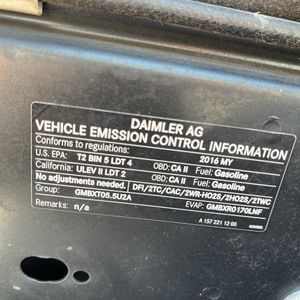 DAIMLER AG
VEHICLE EMISSION CONTROL INFORMATION
Conforms to regulations: 2016 MY
U.S. EPA: T2 BIN 5 LDT 4 OBD: CA II Fuel: Gasoline
California: ULEV II LDT 2 OBD: CA II Fuel: Gasoline
No adjustments needed. DFI/2TC/CAC/2WR-HO2S/2HO2S/2TWC
Group: GMBXT05.5U2A EVAP: GMBXR0170LNF
Remarks: n/a
A 157 221 12 00